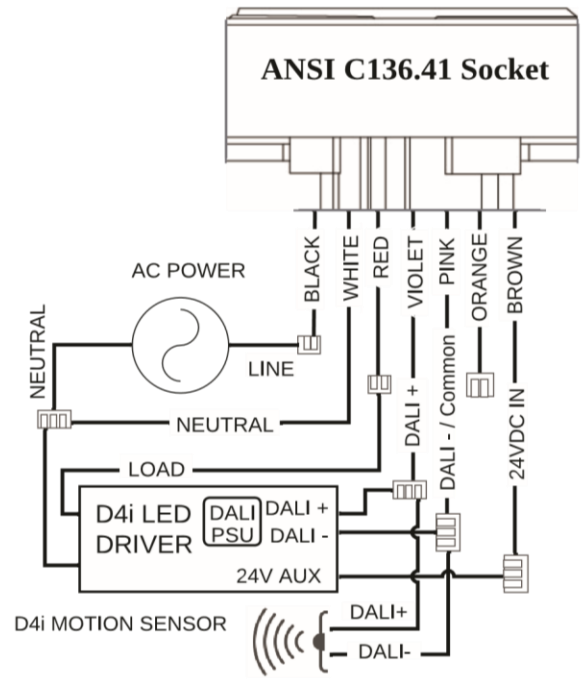 ANSI C136.41 Socket
BLACK
WHITE
RED
VIOLET
PINK
ORANGE
BROWN
AC POWER
LINE
NEUTRAL
NEUTRAL
DALI +
DALI - / Common
24VDC IN
LOAD
D4i LED
DRIVER
DALI
PSU
DALI +
DALI -
24V AUX
D4i MOTION SENSOR
DALI+
DALI-